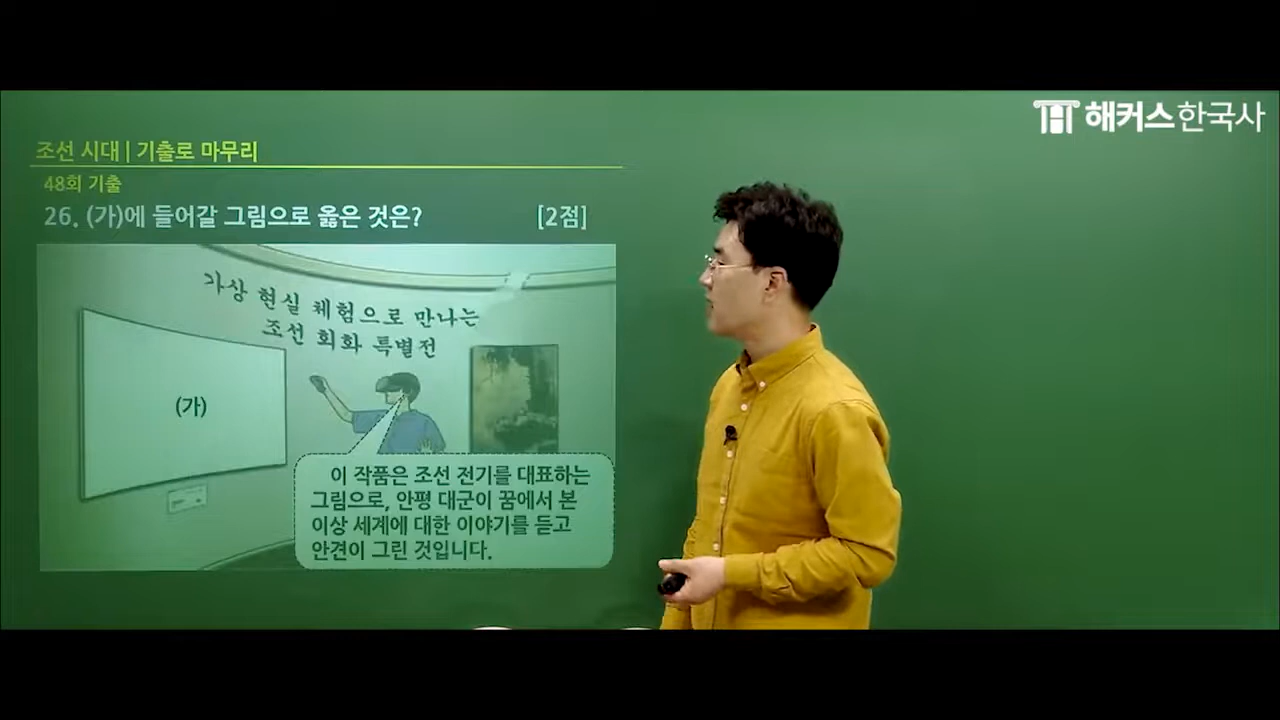 해커스한국사
조선 시대 | 기출로 마무리
48회 기출
26. (가)에 들어갈 그림으로 옳은 것은? [2점]
가상 현실 체험으로 만나는
조선 회화 특별전
(가)
이 작품은 조선 전기를 대표하는
그림으로, 안평 대군이 꿈에서 본
이상 세계에 대한 이야기를 듣고
안견이 그린 것입니다.